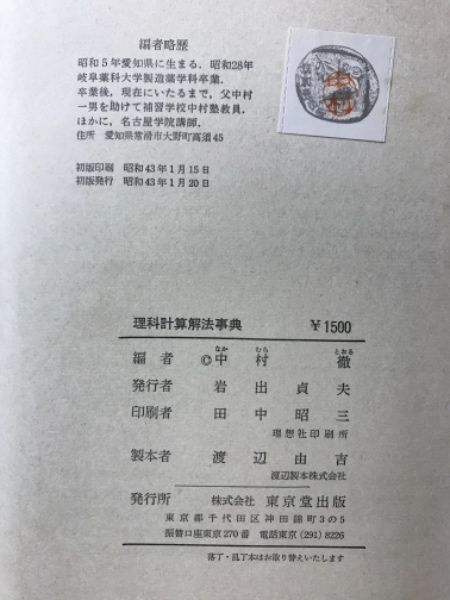 編者略歴
昭和5年愛知県に生まる．昭和28年
岐阜薬科大学製造薬学科卒業．
卒業後，現在にいたるまで，父中村
一男を助けて補習学校中村塾教員．
ほかに，名古屋学院講師．
住所 愛知県常滑市大野町高須45
初版印刷 昭和43年1月15日
初版発行 昭和43年1月20日
中村
理科計算解法事典 ￥1500
なか むら とおる
編者 ©中村徹
発行者 岩出貞夫
印刷者 田中昭三
理想社印刷所
製本者 渡辺由吉
渡辺製本株式会社
発行所 株式会社 東京堂出版
東京都千代田区神田錦町3の5
振替口座東京270番 電話東京(291)8226
落丁・乱丁本はお取り替えいたします